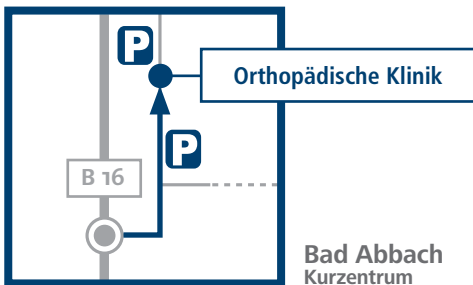 P
Orthopädische Klinik
P
B 16
Bad Abbach
Kurzentrum